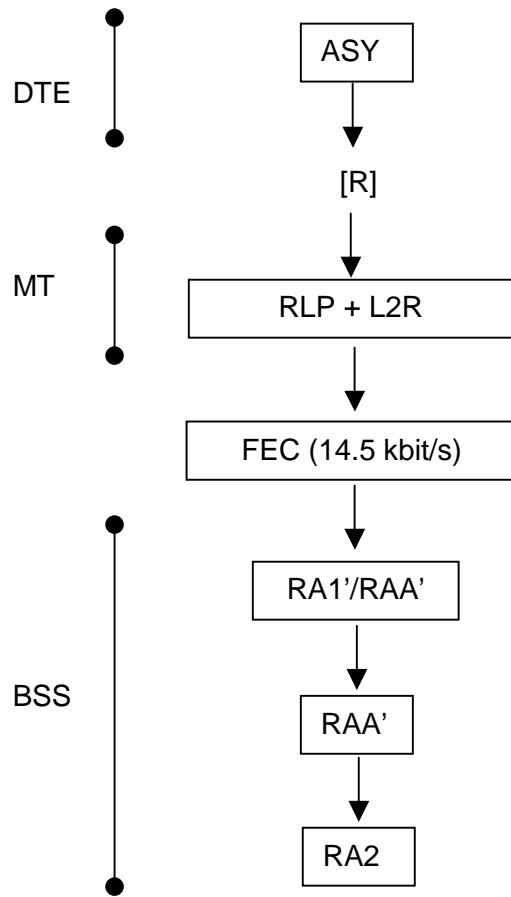 ASY
DTE
[R]
MT
RLP + L2R
FEC (14.5 kbit/s)
RA1’/RAA’
BSS
RAA’
RA2